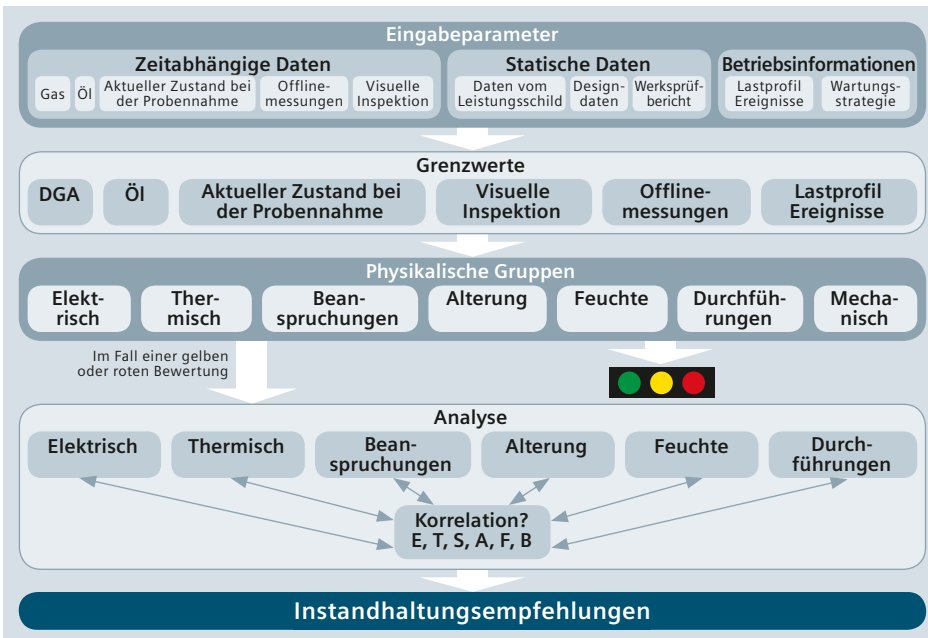 Eingabeparameter
Zeitabhängige Daten
Gas
Öl
Aktueller Zustand bei
der Probennahme
Offline-
messungen
Visuelle
Inspektion
Statische Daten
Daten vom
Leistungsschild
Design-
daten
Werksprüf-
bericht
Betriebsinformationen
Lastprofil
Ereignisse
Wartungs-
strategie
Grenzwerte
DGA
Öl
Aktueller Zustand bei
der Probennahme
Visuelle
Inspektion
Offline-
messungen
Lastprofil
Ereignisse
Physikalische Gruppen
Elekt-
risch
Ther-
misch
Bean-
spruchungen
Alterung
Feuchte
Durchfüh-
rungen
Mecha-
nisch
Im Fall einer gelben
oder roten Bewertung
Analyse
Elektrisch
Thermisch
Bean-
spruchungen
Alterung
Feuchte
Durch-
führungen
Korrelation?
E, T, S, A, F, B
Instandhaltungsempfehlungen